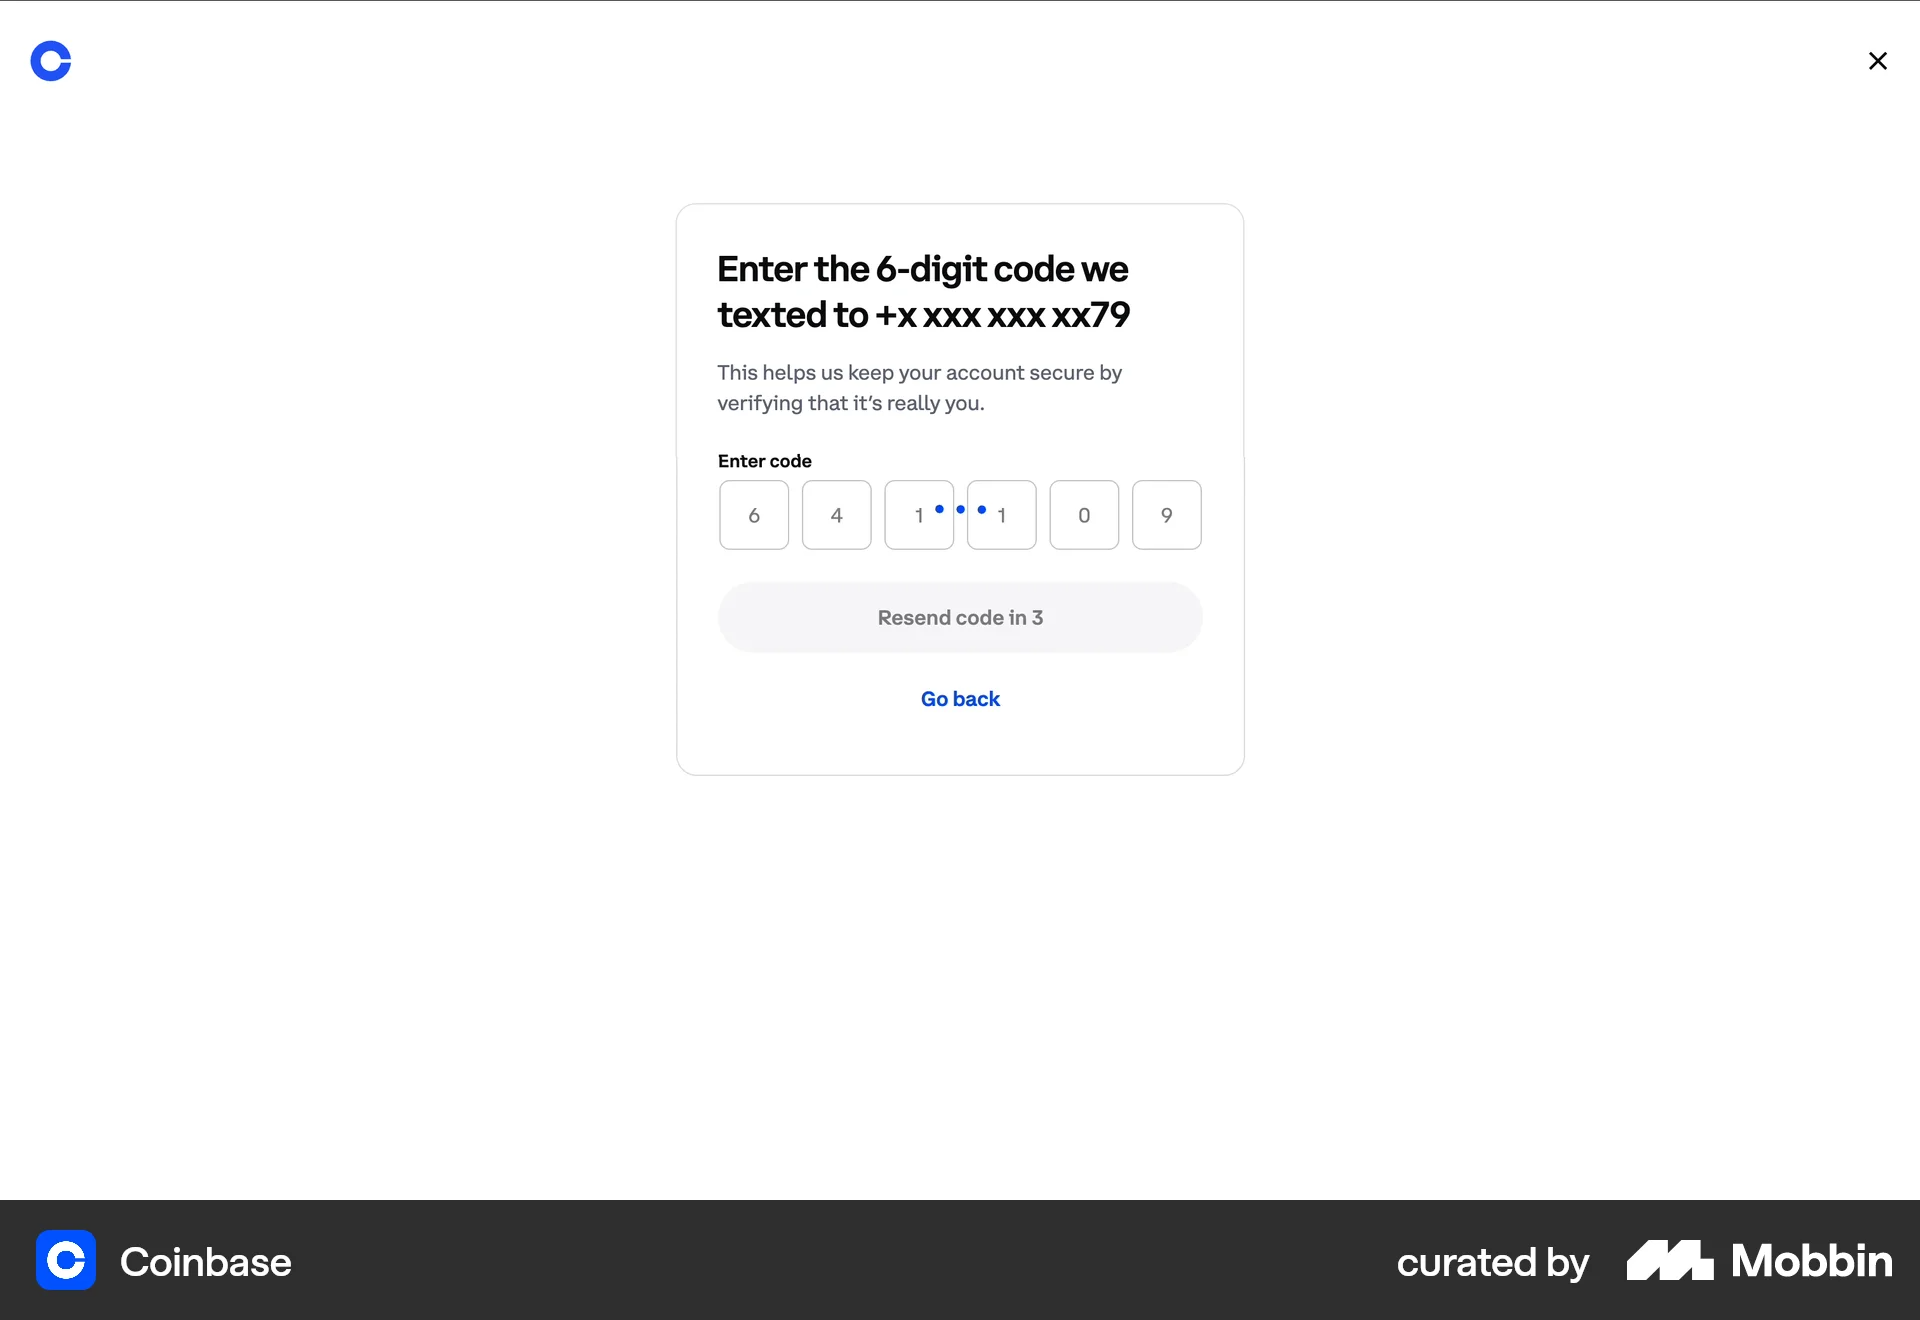 Enter the 6-digit code we
texted to +x xxx xxx xx79
This helps us keep your account secure by
verifying that it's really you.
Enter code
6 4 1 1 0 9
Resend code in 3
Go back
Coinbase curated by Mobbin